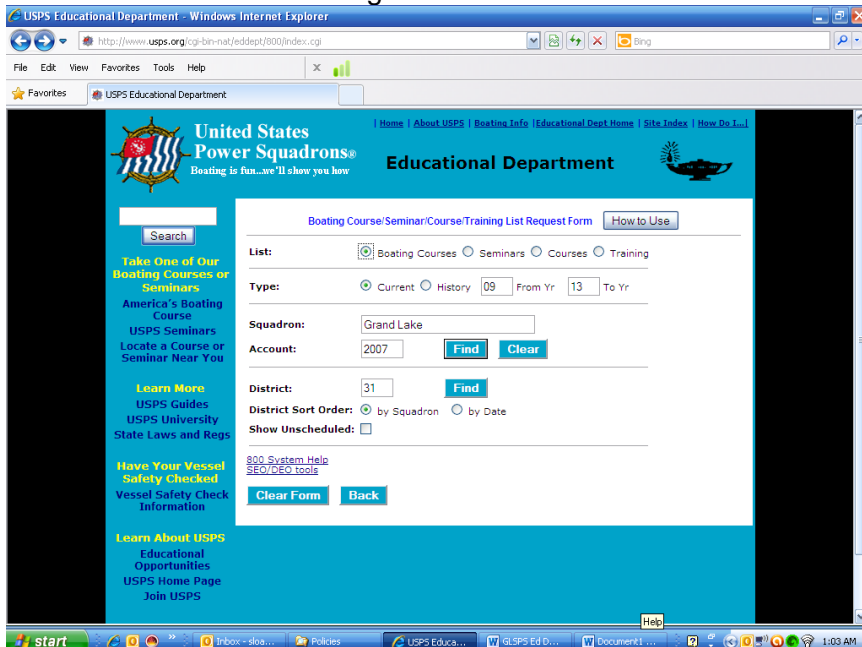 USPS Educational Department - Windows Internet Explorer
http://www.usps.org/cgi-bin-nat/eddept/800/index.cgi
Bing
File Edit View Favorites Tools Help
Favorites USPS Educational Department
| Home | About USPS | Boating Info |Educational Dept Home | Site Index | How Do I...|
United States
Power Squadrons®
Boating is fun...we'll show you how
Educational Department
Search
Take One of Our
Boating Courses or
Seminars
America's Boating
Course
USPS Seminars
Locate a Course or
Seminar Near You
Learn More
USPS Guides
USPS University
State Laws and Regs
Have Your Vessel
Safety Checked
Vessel Safety Check
Information
Learn About USPS
Educational
Opportunities
USPS Home Page
Join USPS
Boating Course/Seminar/Course/Training List Request Form How to Use
List: Boating Courses Seminars Courses Training
Type: Current History 09 From Yr 13 To Yr
Squadron: Grand Lake
Account: 2007 Find Clear
District: 31 Find
District Sort Order: by Squadron by Date
Show Unscheduled:
800 System Help
SEO/DEO tools
Clear Form Back
Help
start Inbox - sloa... Policies USPS Educa... GLSPS Ed D... Document1 ... 1:03 AM